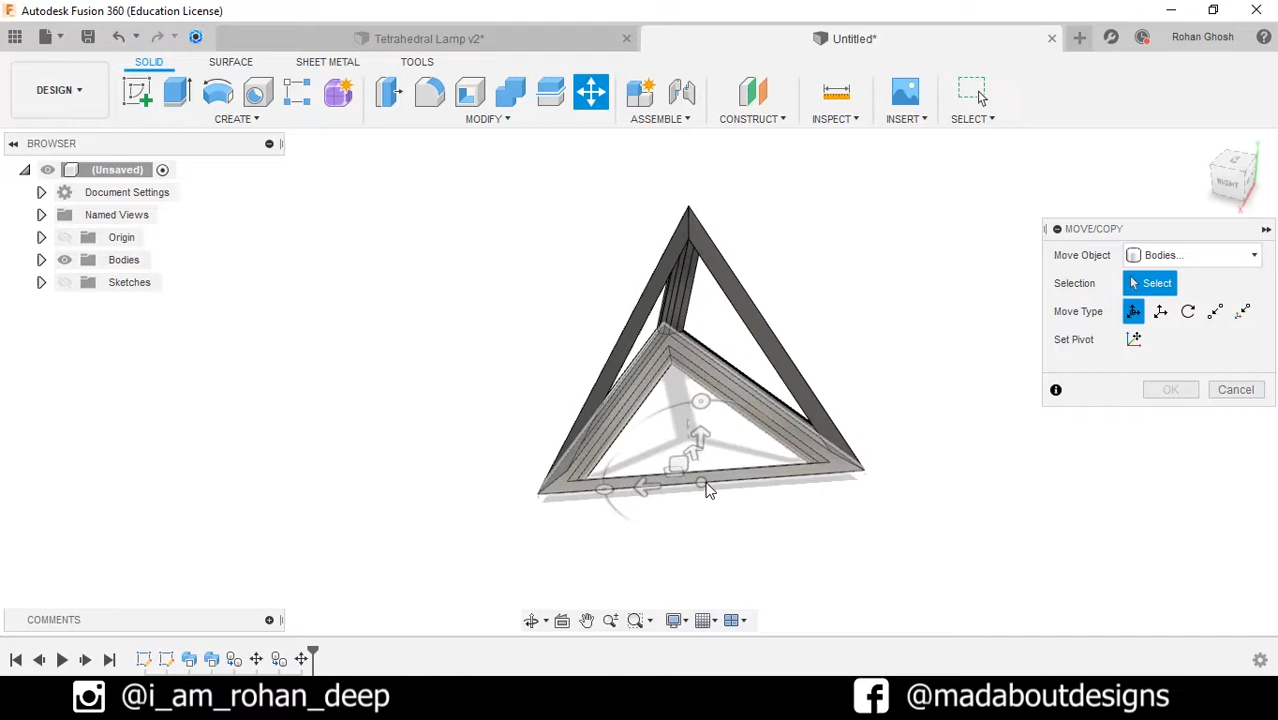 Autodesk Fusion 360 (Education License)
Tetrahedral Lamp v2*
Untitled*
Rohan Ghosh
DESIGN
SOLID
SURFACE
SHEET METAL
TOOLS
CREATE
MODIFY
ASSEMBLE
CONSTRUCT
INSPECT
INSERT
SELECT
BROWSER
(Unsaved)
Document Settings
Named Views
Origin
Bodies
Sketches
RIGHT
MOVE/COPY
Move Object
Bodies...
Selection
Select
Move Type
Set Pivot
OK
Cancel
COMMENTS
@i_am_rohan_deep
@madaboutdesigns